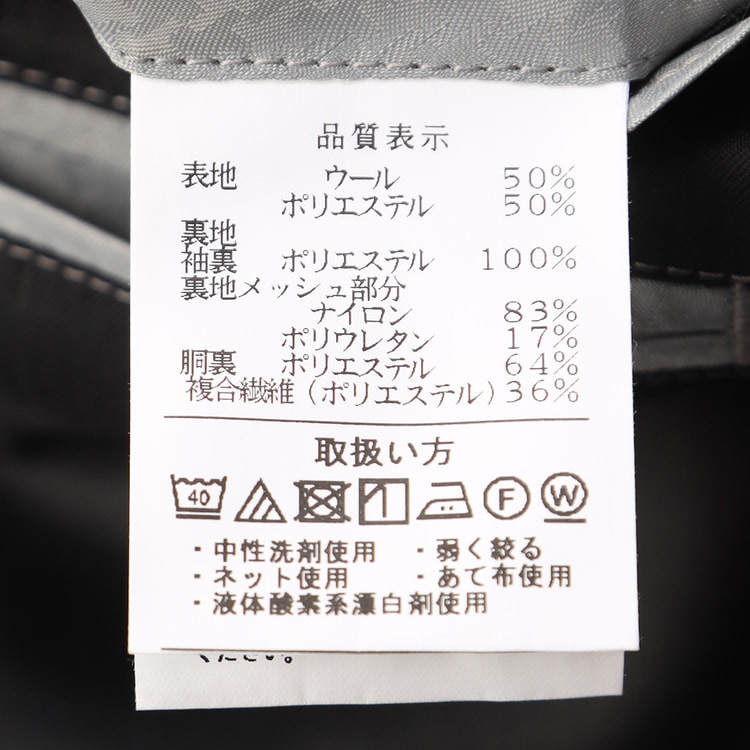 品質表示
表地 ウール 50%
ポリエステル 50%
裏地
袖裏 ポリエステル 100%
裏地メッシュ部分
ナイロン 83%
ポリウレタン 17%
胴裏 ポリエステル 64%
複合繊維(ポリエステル)36%
取扱い方
40 F W
・中性洗剤使用 ・弱く絞る
・ネット使用 ・あて布使用
・液体酸素系漂白剤使用
ください。